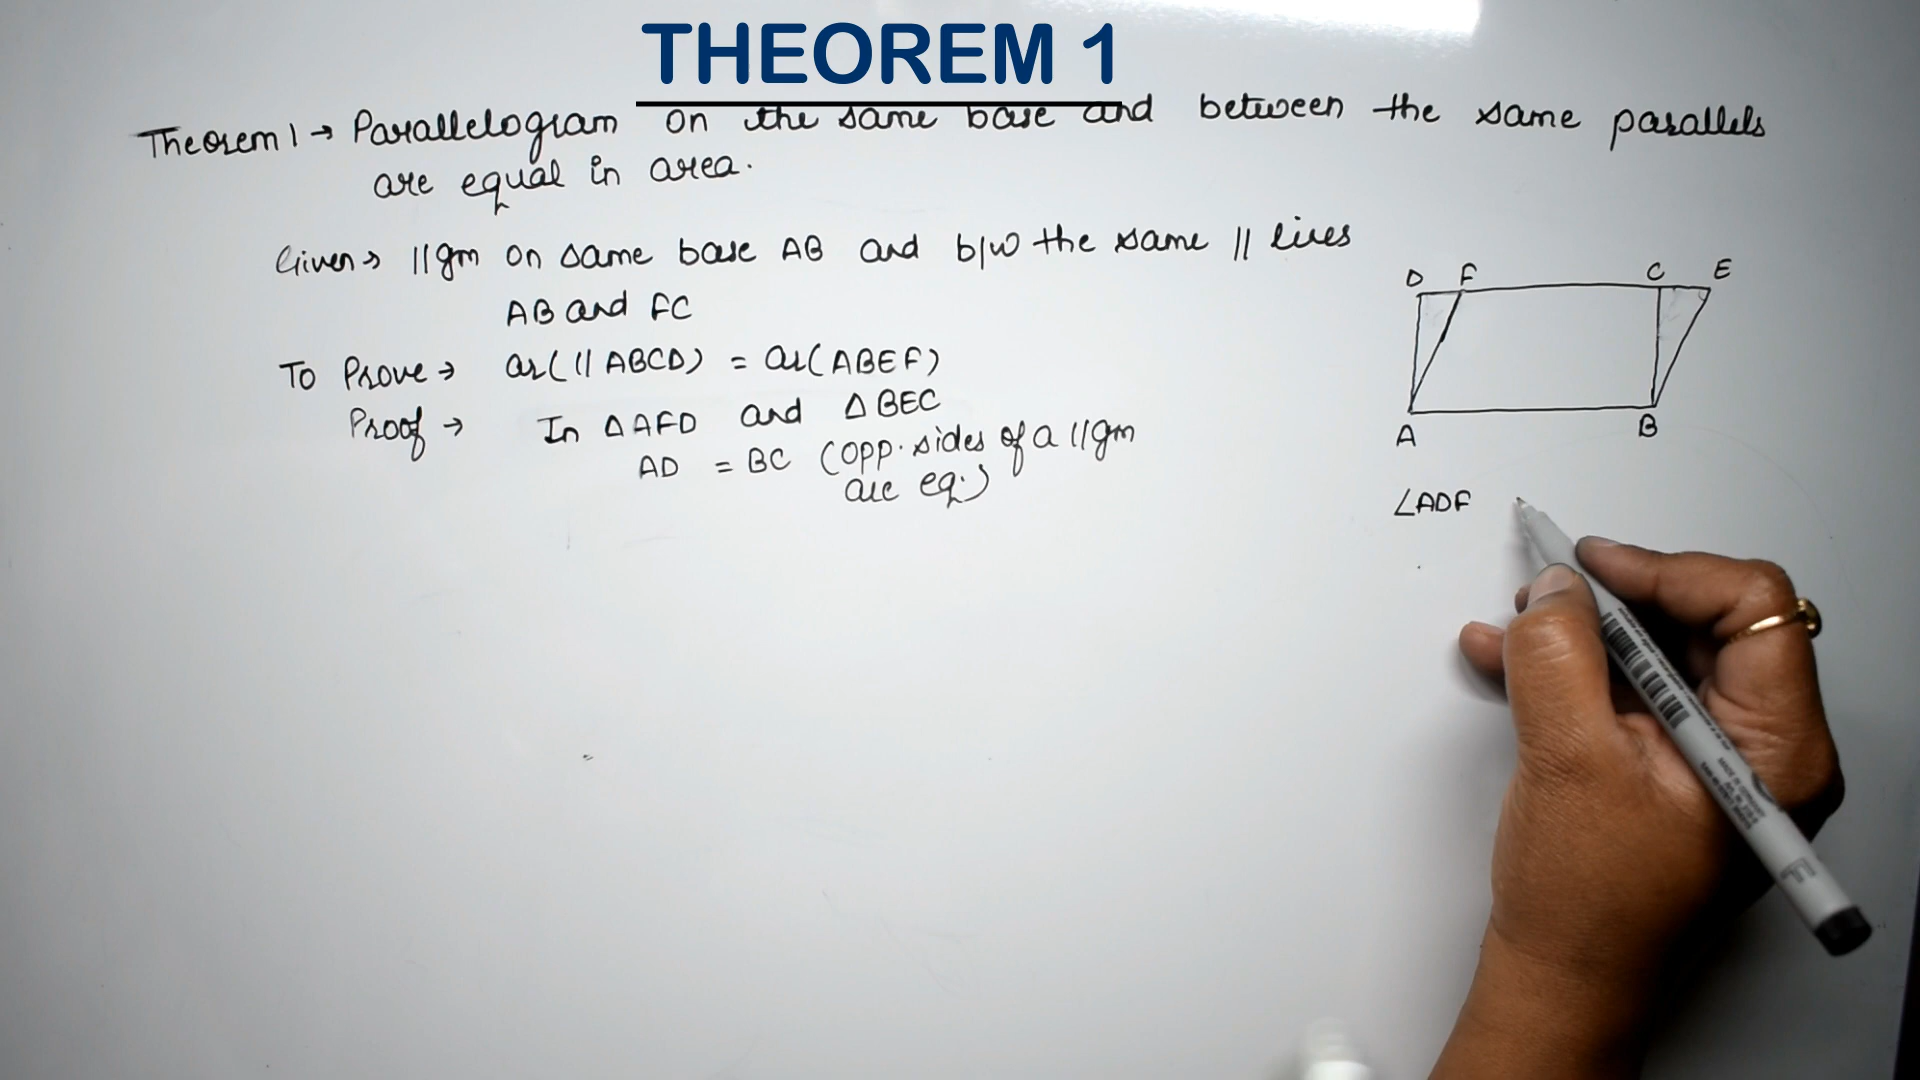 THEOREM 1
Theorem 1 → Parallelogram on the same base and between the same parallels
are equal in area.
Given → ||gm on same base AB and b/w the same || lines
AB and FC
To Prove → ar(|| ABCD) = ar(ABEF)
Proof → In △AFD and △BEC
AD = BC (opp. sides of a ||gm
are eq.)
D F C E
A B
∠ADF
F